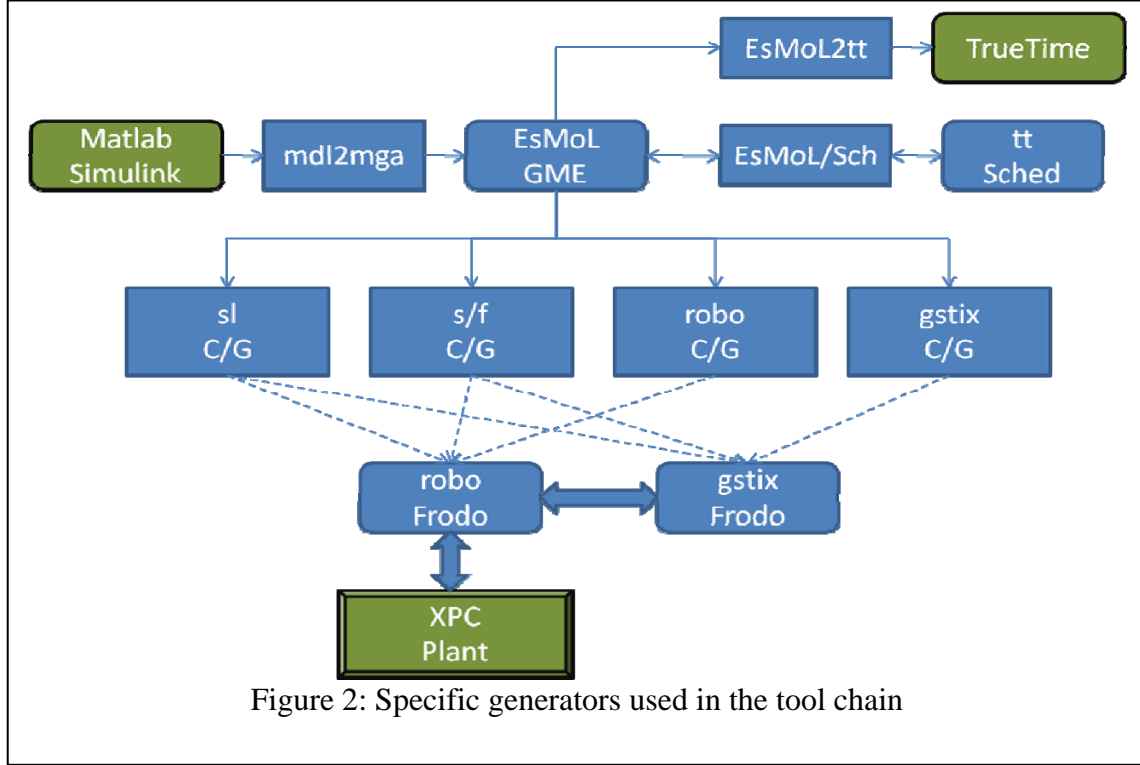 EsMoL2tt
TrueTime
Matlab
Simulink
mdl2mga
EsMoL
GME
EsMoL/Sch
tt
Sched
sl
C/G
s/f
C/G
robo
C/G
gstix
C/G
robo
Frodo
gstix
Frodo
XPC
Plant
Figure 2: Specific generators used in the tool chain